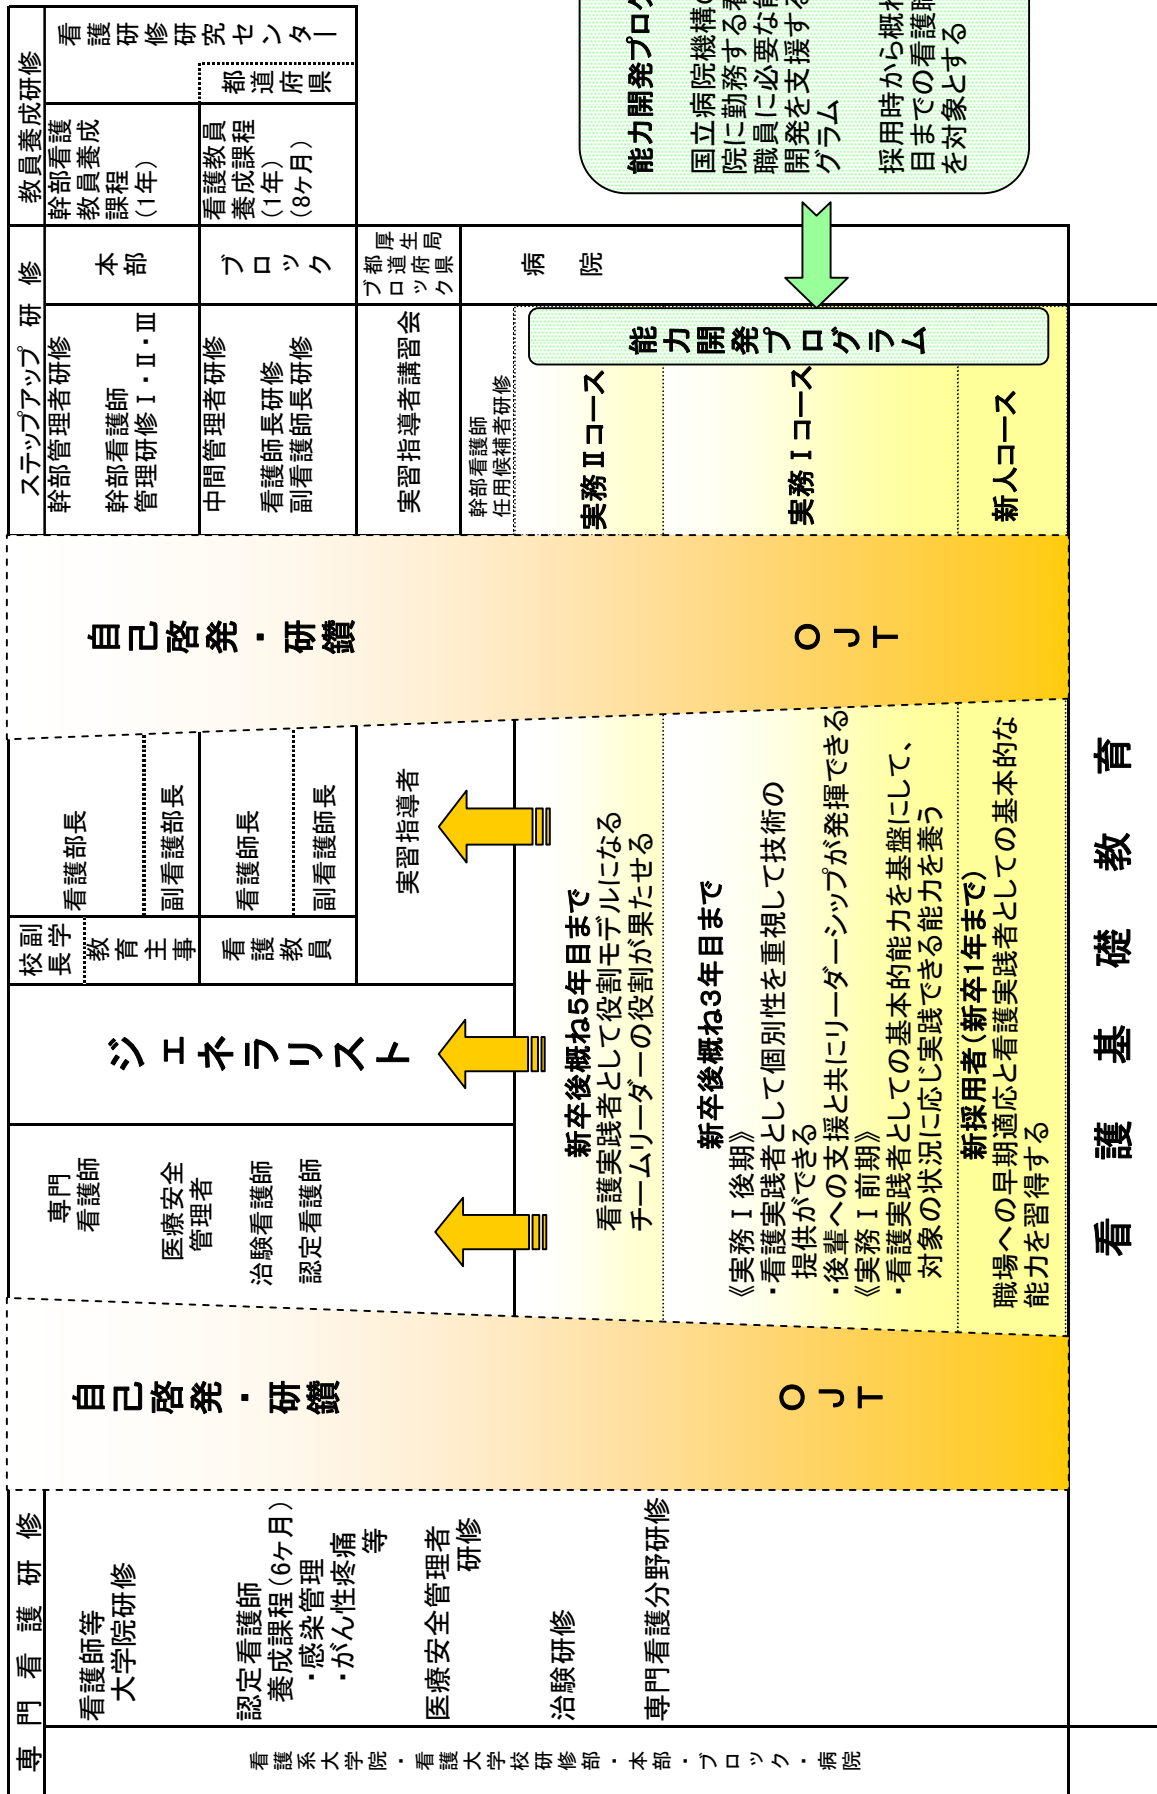 専門看護研修
看護系大学院・看護大学校研修部・本部・ブロック・病院
看護師等
大学院研修
認定看護師
養成課程(6ヶ月)
・感染管理
・がん性疼痛
等
医療安全管理者
研修
治験研修
専門看護分野研修
自己啓発・研鑽
OJT
専門
看護師
医療安全
管理者
治験看護師
認定看護師
ジェネラリスト
副学
校長
教育主事
看護教員
看護部長
副看護部長
看護師長
副看護師長
実習指導者
新卒後概ね5年目まで
看護実践者として役割モデルになる
チームリーダーの役割が果たせる
新卒後概ね3年目まで
《実務Ⅰ後期》
・看護実践者として個別性を重視して技術の
提供ができる
・後輩への支援と共にリーダーシップが発揮できる
《実務Ⅰ前期》
・看護実践者としての基本的能力を基盤にして、
対象の状況に応じ実践できる能力を養う
新採用者(新卒1年まで)
職場への早期適応と看護実践者としての基本的な
能力を習得する
自己啓発・研鑽
OJT
ステップアップ研修
幹部管理者研修
幹部看護師
管理研修Ⅰ・Ⅱ・Ⅲ
本部
中間管理者研修
看護師長研修
副看護師長研修
ブロック
実習指導者講習会
厚生局
都道府県
ブロック
幹部看護師
任用候補者研修
病院
実務Ⅱコース
実務Ⅰコース
新人コース
能力開発プログラム
教員養成研修
幹部看護
教員養成
課程
(1年)
看護教員
養成課程
(1年)
(8ヶ月)
看護研修研究センター
都道府県
能力開発プログ
国立病院機構の
院に勤務する看
職員に必要な能
開発を支援する
グラム
採用時から概ね
目までの看護職
を対象とする
看護基礎教育